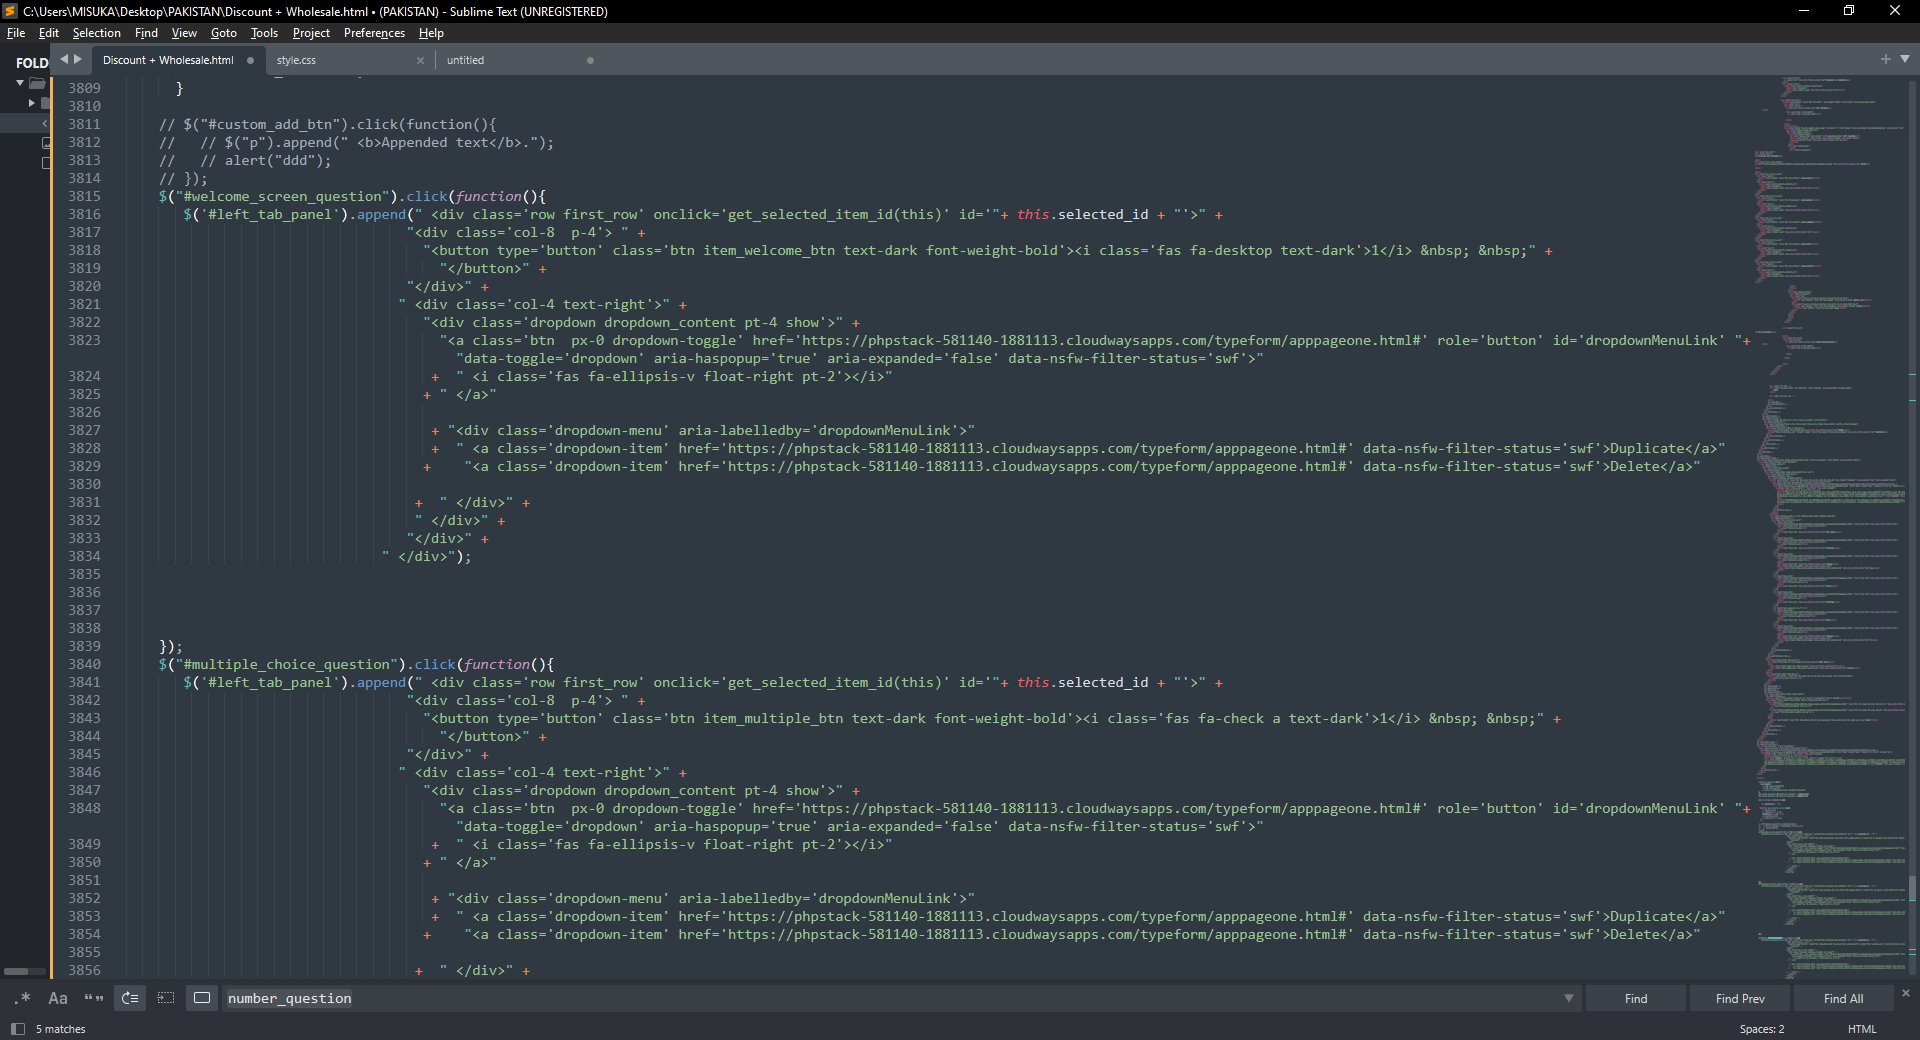 C:\Users\MISUKA\Desktop\PAKISTAN\Discount + Wholesale.html • (PAKISTAN) - Sublime Text (UNREGISTERED)
File Edit Selection Find View Goto Tools Project Preferences Help
FOLD
Discount + Wholesale.html
style.css
untitled
3809 }
3810
3811 // $("#custom_add_btn").click(function(){
3812 //   // $("p").append(" <b>Appended text</b>.");
3813 //   // alert("ddd");
3814 // });
3815 $("#welcome_screen_question").click(function(){
3816 $('#left_tab_panel').append(" <div class='row first_row' onclick='get_selected_item_id(this)' id='"+ this.selected_id + "'>" +
3817 "<div class='col-8  p-4'> " +
3818 "<button type='button' class='btn item_welcome_btn text-dark font-weight-bold'><i class='fas fa-desktop text-dark'>1</i> &nbsp; &nbsp;" +
3819 "</button>" +
3820 "</div>" +
3821 " <div class='col-4 text-right'>" +
3822 "<div class='dropdown dropdown_content pt-4 show'>" +
3823 "<a class='btn  px-0 dropdown-toggle' href='https://phpstack-581140-1881113.cloudwaysapps.com/typeform/apppageone.html#' role='button' id='dropdownMenuLink' "+
"data-toggle='dropdown' aria-haspopup='true' aria-expanded='false' data-nsfw-filter-status='swf'>"
3824 +  " <i class='fas fa-ellipsis-v float-right pt-2'></i>"
3825 + " </a>"
3826
3827 + "<div class='dropdown-menu' aria-labelledby='dropdownMenuLink'>"
3828 +  " <a class='dropdown-item' href='https://phpstack-581140-1881113.cloudwaysapps.com/typeform/apppageone.html#' data-nsfw-filter-status='swf'>Duplicate</a>"
3829 +    "<a class='dropdown-item' href='https://phpstack-581140-1881113.cloudwaysapps.com/typeform/apppageone.html#' data-nsfw-filter-status='swf'>Delete</a>"
3830
3831 +  " </div>" +
3832 " </div>" +
3833 "</div>" +
3834 " </div>");
3835
3836
3837
3838
3839 });
3840 $("#multiple_choice_question").click(function(){
3841 $('#left_tab_panel').append(" <div class='row first_row' onclick='get_selected_item_id(this)' id='"+ this.selected_id + "'>" +
3842 "<div class='col-8  p-4'> " +
3843 "<button type='button' class='btn item_multiple_btn text-dark font-weight-bold'><i class='fas fa-check a text-dark'>1</i> &nbsp; &nbsp;" +
3844 "</button>" +
3845 "</div>" +
3846 " <div class='col-4 text-right'>" +
3847 "<div class='dropdown dropdown_content pt-4 show'>" +
3848 "<a class='btn  px-0 dropdown-toggle' href='https://phpstack-581140-1881113.cloudwaysapps.com/typeform/apppageone.html#' role='button' id='dropdownMenuLink' "+
"data-toggle='dropdown' aria-haspopup='true' aria-expanded='false' data-nsfw-filter-status='swf'>"
3849 +  " <i class='fas fa-ellipsis-v float-right pt-2'></i>"
3850 + " </a>"
3851
3852 + "<div class='dropdown-menu' aria-labelledby='dropdownMenuLink'>"
3853 +  " <a class='dropdown-item' href='https://phpstack-581140-1881113.cloudwaysapps.com/typeform/apppageone.html#' data-nsfw-filter-status='swf'>Duplicate</a>"
3854 +    "<a class='dropdown-item' href='https://phpstack-581140-1881113.cloudwaysapps.com/typeform/apppageone.html#' data-nsfw-filter-status='swf'>Delete</a>"
3855
3856 +  " </div>" +
.* Aa “” number_question Find Find Prev Find All
5 matches Spaces: 2 HTML